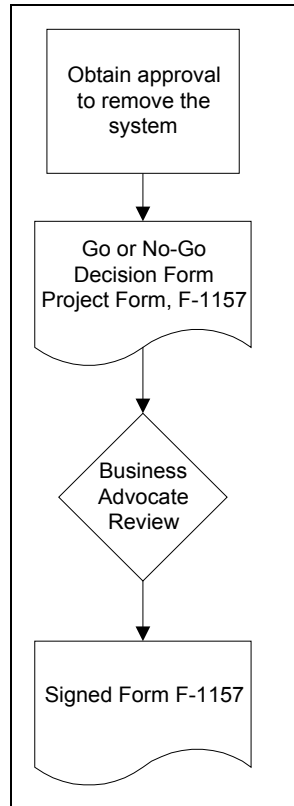 Obtain approval
to remove the
system
Go or No-Go
Decision Form
Project Form, F-1157
Business
Advocate
Review
Signed Form F-1157